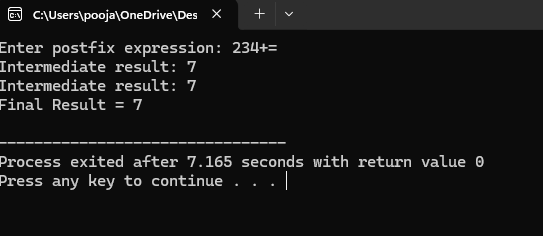 C:\Users\pooja\OneDrive\Des
Enter postfix expression: 234+=
Intermediate result: 7
Intermediate result: 7
Final Result = 7
--------------------------------
Process exited after 7.165 seconds with return value 0
Press any key to continue . . .